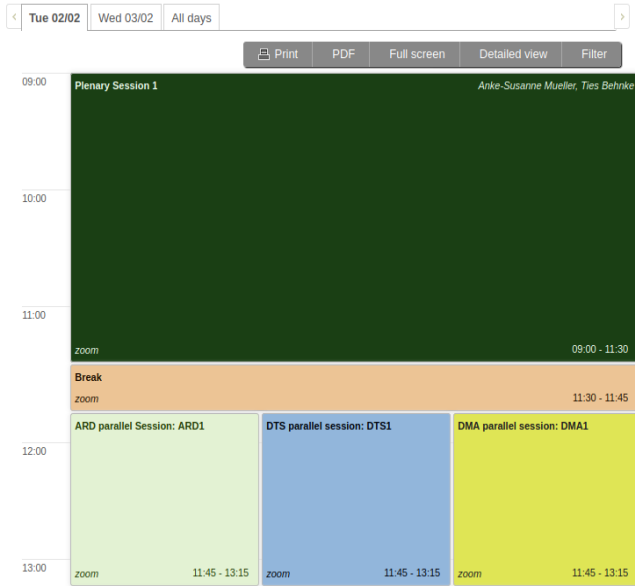 Tue 02/02 Wed 03/02 All days
Print PDF Full screen Detailed view Filter
09:00
Plenary Session 1 Anke-Susanne Mueller, Ties Behnke
10:00
11:00
zoom 09:00 - 11:30
Break
zoom 11:30 - 11:45
ARD parallel Session: ARD1 DTS parallel session: DTS1 DMA parallel session: DMA1
12:00
13:00
zoom 11:45 - 13:15 zoom 11:45 - 13:15 zoom 11:45 - 13:15